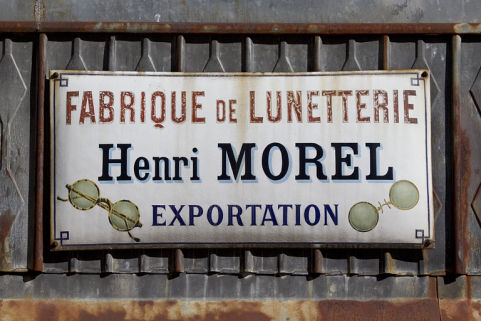 FABRIQUE DE LUNETTERIE
Henri MOREL
EXPORTATION